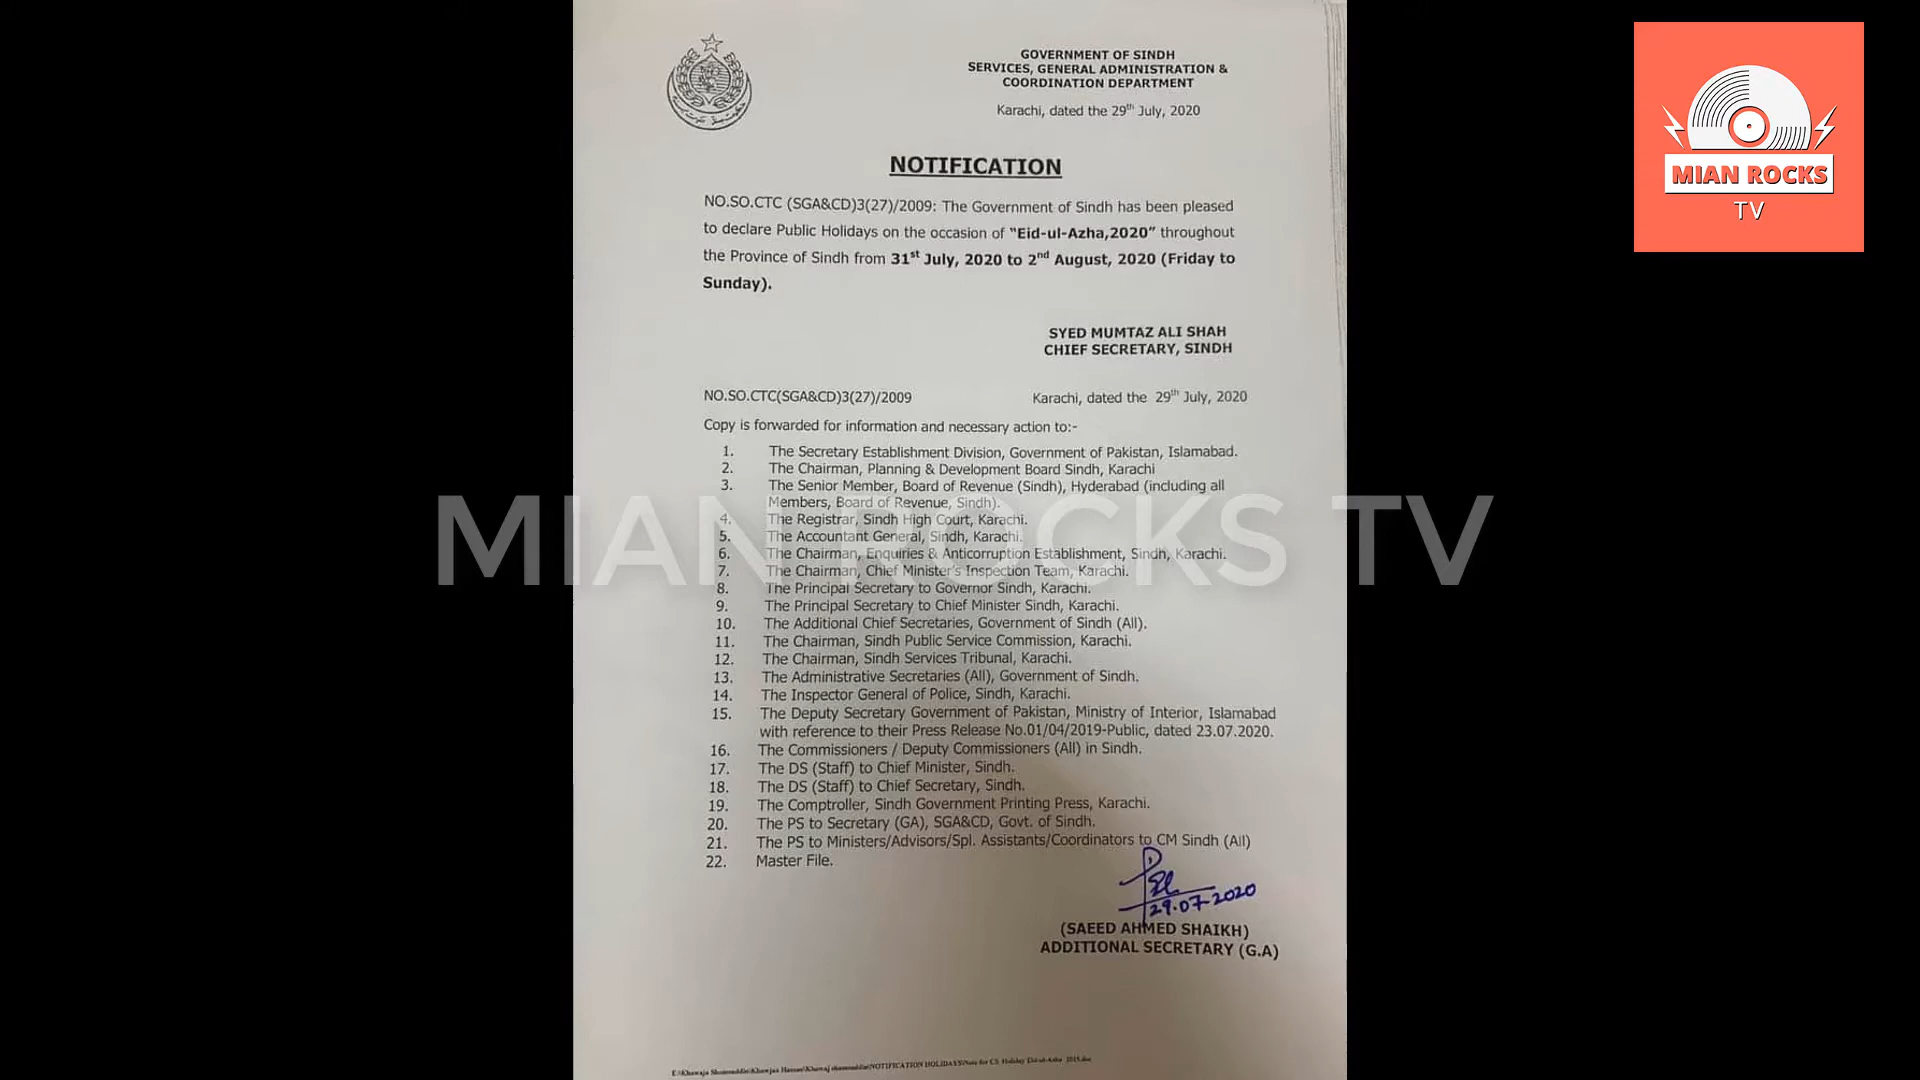 GOVERNMENT OF SINDH
SERVICES, GENERAL ADMINISTRATION &
COORDINATION DEPARTMENT
Karachi, dated the 29th July, 2020
NOTIFICATION
NO.SO.CTC (SGA&CD)3(27)/2009: The Government of Sindh has been pleased
to declare Public Holidays on the occasion of “Eid-ul-Azha,2020” throughout
the Province of Sindh from 31st July, 2020 to 2nd August, 2020 (Friday to
Sunday).
SYED MUMTAZ ALI SHAH
CHIEF SECRETARY, SINDH
NO.SO.CTC(SGA&CD)3(27)/2009 Karachi, dated the 29th July, 2020
Copy is forwarded for information and necessary action to:-
1. The Secretary Establishment Division, Government of Pakistan, Islamabad.
2. The Chairman, Planning & Development Board Sindh, Karachi
3. The Senior Member, Board of Revenue (Sindh), Hyderabad (including all
Members, Board of Revenue, Sindh).
4. The Registrar, Sindh High Court, Karachi.
5. The Accountant General, Sindh, Karachi.
6. The Chairman, Enquiries & Anticorruption Establishment, Sindh, Karachi.
7. The Chairman, Chief Minister's Inspection Team, Karachi.
8. The Principal Secretary to Governor Sindh, Karachi.
9. The Principal Secretary to Chief Minister Sindh, Karachi.
10. The Additional Chief Secretaries, Government of Sindh (All).
11. The Chairman, Sindh Public Service Commission, Karachi.
12. The Chairman, Sindh Services Tribunal, Karachi.
13. The Administrative Secretaries (All), Government of Sindh.
14. The Inspector General of Police, Sindh, Karachi.
15. The Deputy Secretary Government of Pakistan, Ministry of Interior, Islamabad
with reference to their Press Release No.01/04/2019-Public, dated 23.07.2020.
16. The Commissioners / Deputy Commissioners (All) in Sindh.
17. The DS (Staff) to Chief Minister, Sindh.
18. The DS (Staff) to Chief Secretary, Sindh.
19. The Comptroller, Sindh Government Printing Press, Karachi.
20. The PS to Secretary (GA), SGA&CD, Govt. of Sindh.
21. The PS to Ministers/Advisors/Spl. Assistants/Coordinators to CM Sindh (All)
22. Master File.
29.07.2020
(SAEED AHMED SHAIKH)
ADDITIONAL SECRETARY (G.A)
MIAN ROCKS TV
MIAN ROCKS
TV